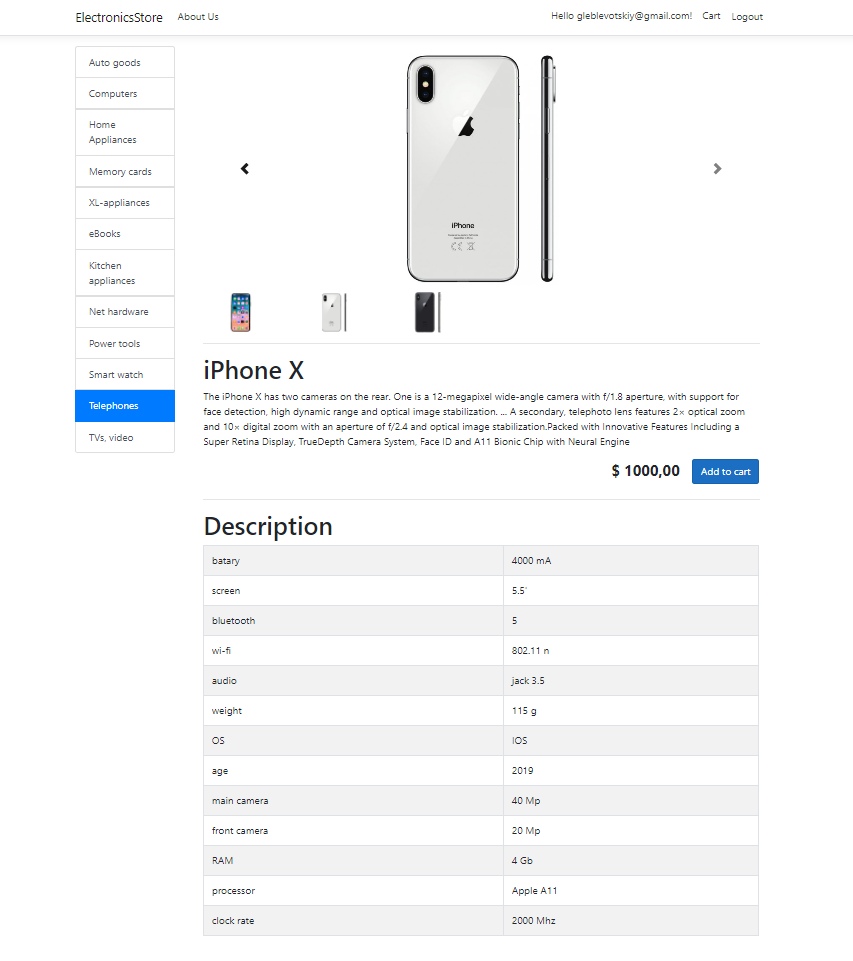 ElectronicsStore About Us Hello gleblevotskiy@gmail.com! Cart Logout
Auto goods
Computers
Home
Appliances
Memory cards
XL-appliances
eBooks
Kitchen
appliances
Net hardware
Power tools
Smart watch
Telephones
TVs, video
iPhone
iPhone X
The iPhone X has two cameras on the rear. One is a 12-megapixel wide-angle camera with f/1.8 aperture, with support for
face detection, high dynamic range and optical image stabilization. ... A secondary, telephoto lens features 2× optical zoom
and 10× digital zoom with an aperture of f/2.4 and optical image stabilization.Packed with Innovative Features Including a
Super Retina Display, TrueDepth Camera System, Face ID and A11 Bionic Chip with Neural Engine
$ 1000,00 Add to cart
Description
batary 4000 mA
screen 5.5'
bluetooth 5
wi-fi 802.11 n
audio jack 3.5
weight 115 g
OS IOS
age 2019
main camera 40 Mp
front camera 20 Mp
RAM 4 Gb
processor Apple A11
clock rate 2000 Mhz